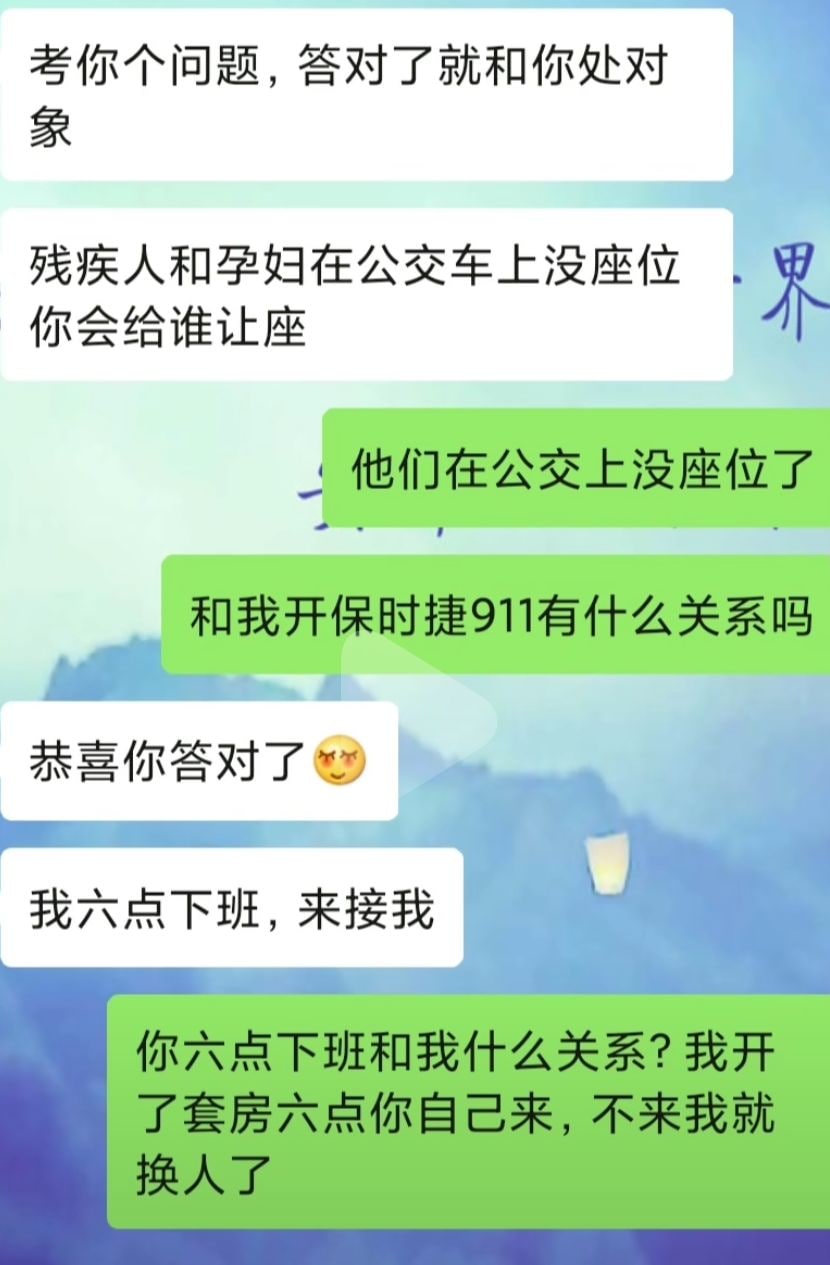 考你个问题，答对了就和你处对
象
残疾人和孕妇在公交车上没座位
你会给谁让座
界
他们在公交上没座位了
和我开保时捷911有什么关系吗
恭喜你答对了
我六点下班，来接我
你六点下班和我什么关系？我开
了套房六点你自己来，不来我就
换人了